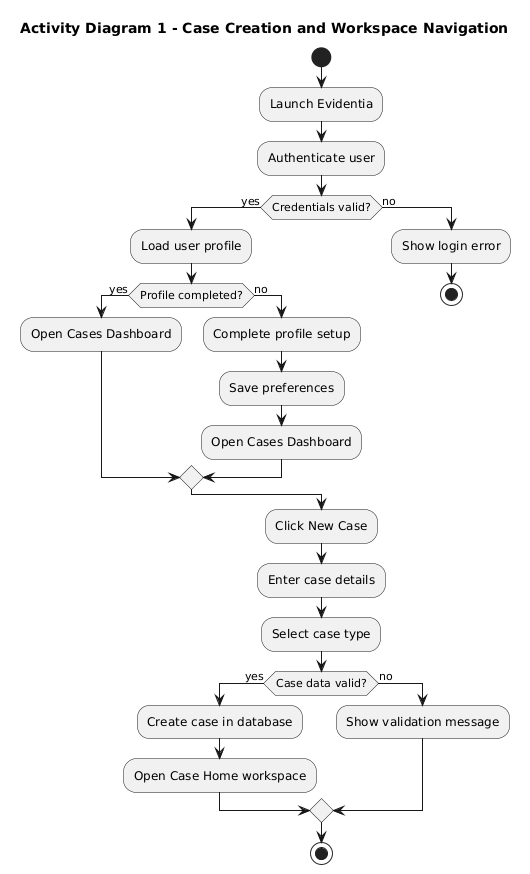 Activity Diagram 1 - Case Creation and Workspace Navigation
Launch Evidentia
Authenticate user
yes
Credentials valid?
no
Load user profile
Show login error
yes
Profile completed?
no
Open Cases Dashboard
Complete profile setup
Save preferences
Open Cases Dashboard
Click New Case
Enter case details
Select case type
yes
Case data valid?
no
Create case in database
Show validation message
Open Case Home workspace